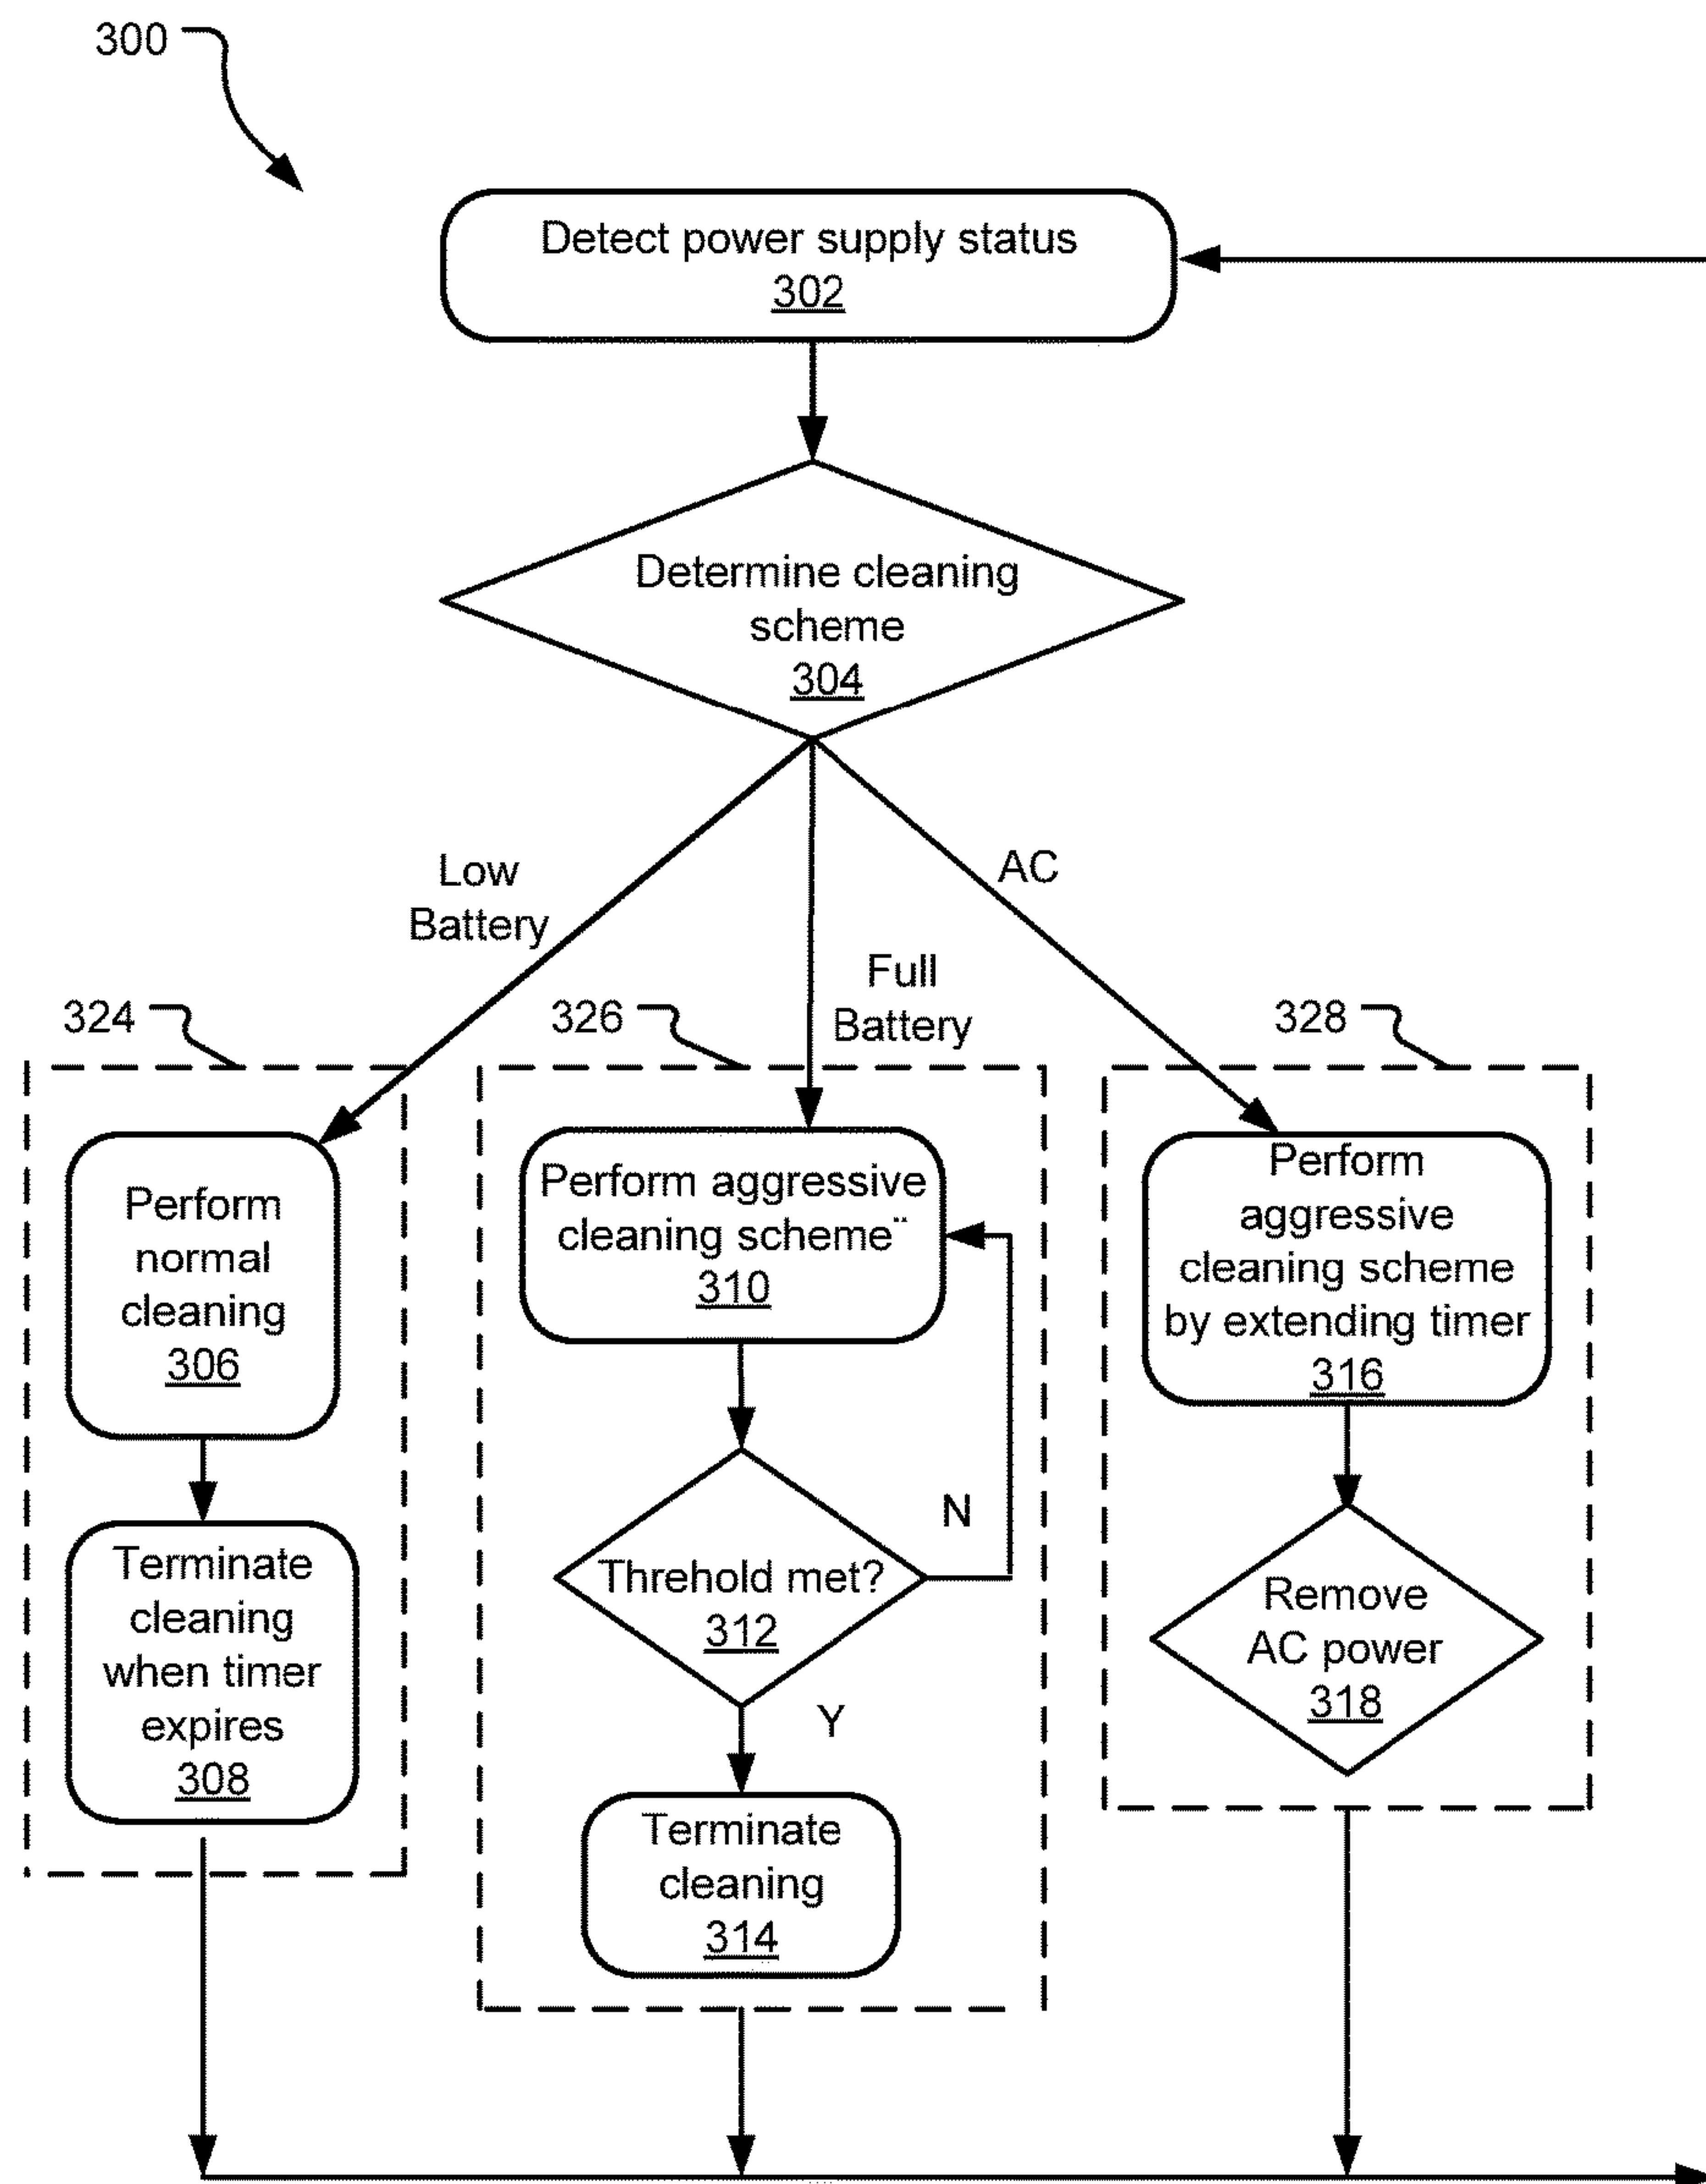 300
Detect power supply status
302
Determine cleaning
scheme
304
Low
Battery
Full
Battery
AC
324
326
328
Perform
normal
cleaning
306
Terminate
cleaning
when timer
expires
308
Perform aggressive
cleaning scheme¨
310
Threhold met?
312
N
Y
Terminate
cleaning
314
Perform
aggressive
cleaning scheme
by extending timer
316
Remove
AC power
318